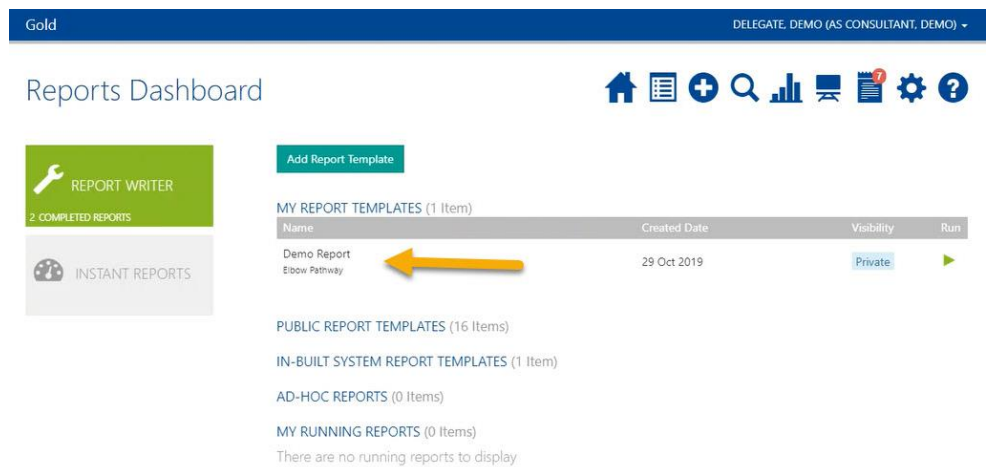 Gold
DELEGATE, DEMO (AS CONSULTANT, DEMO)
Reports Dashboard
7
?
REPORT WRITER
2 COMPLETED REPORTS
INSTANT REPORTS
Add Report Template
MY REPORT TEMPLATES (1 Item)
Name Created Date Visibility Run
Demo Report
Elbow Pathway
29 Oct 2019 Private
PUBLIC REPORT TEMPLATES (16 Items)
IN-BUILT SYSTEM REPORT TEMPLATES (1 Item)
AD-HOC REPORTS (0 Items)
MY RUNNING REPORTS (0 Items)
There are no running reports to display